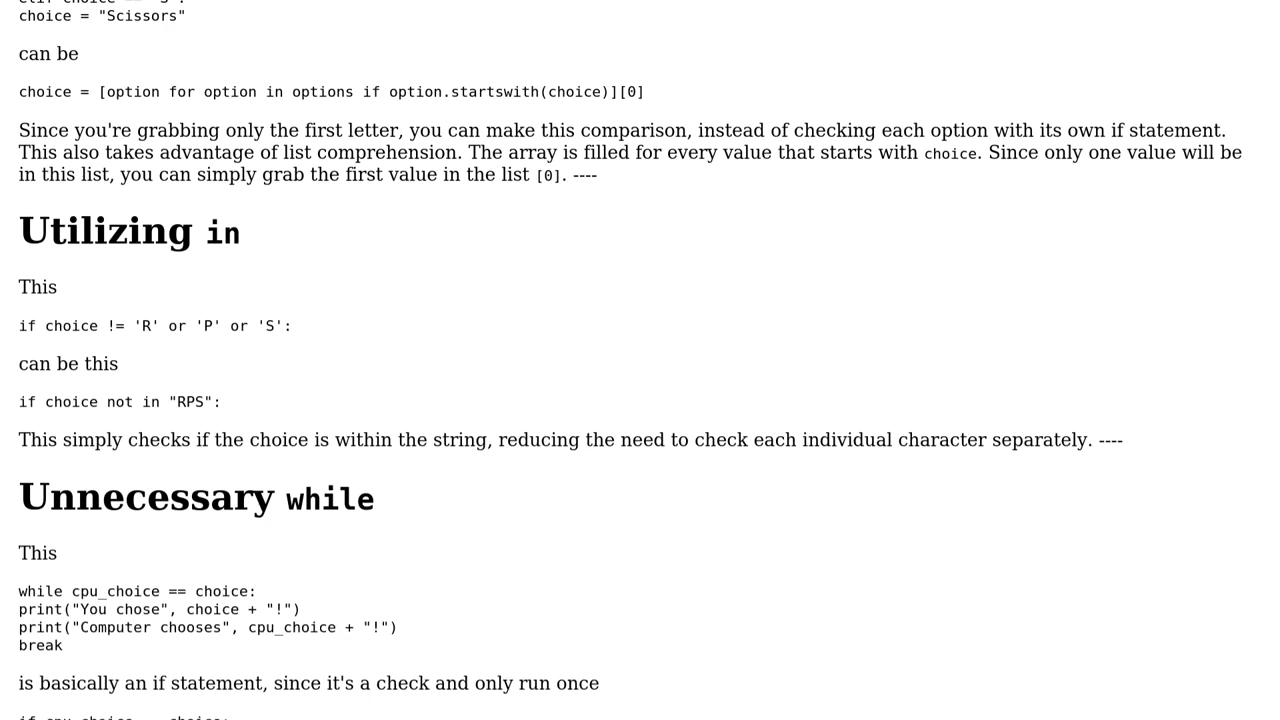 choice = "Scissors"
can be
choice = [option for option in options if option.startswith(choice)][0]
Since you're grabbing only the first letter, you can make this comparison, instead of checking each option with its own if statement.
This also takes advantage of list comprehension. The array is filled for every value that starts with choice. Since only one value will be
in this list, you can simply grab the first value in the list [0]. ----
Utilizing in
This
if choice != 'R' or 'P' or 'S':
can be this
if choice not in "RPS":
This simply checks if the choice is within the string, reducing the need to check each individual character separately. ----
Unnecessary while
This
while cpu_choice == choice:
print("You chose", choice + "!")
print("Computer chooses", cpu_choice + "!")
break
is basically an if statement, since it's a check and only run once